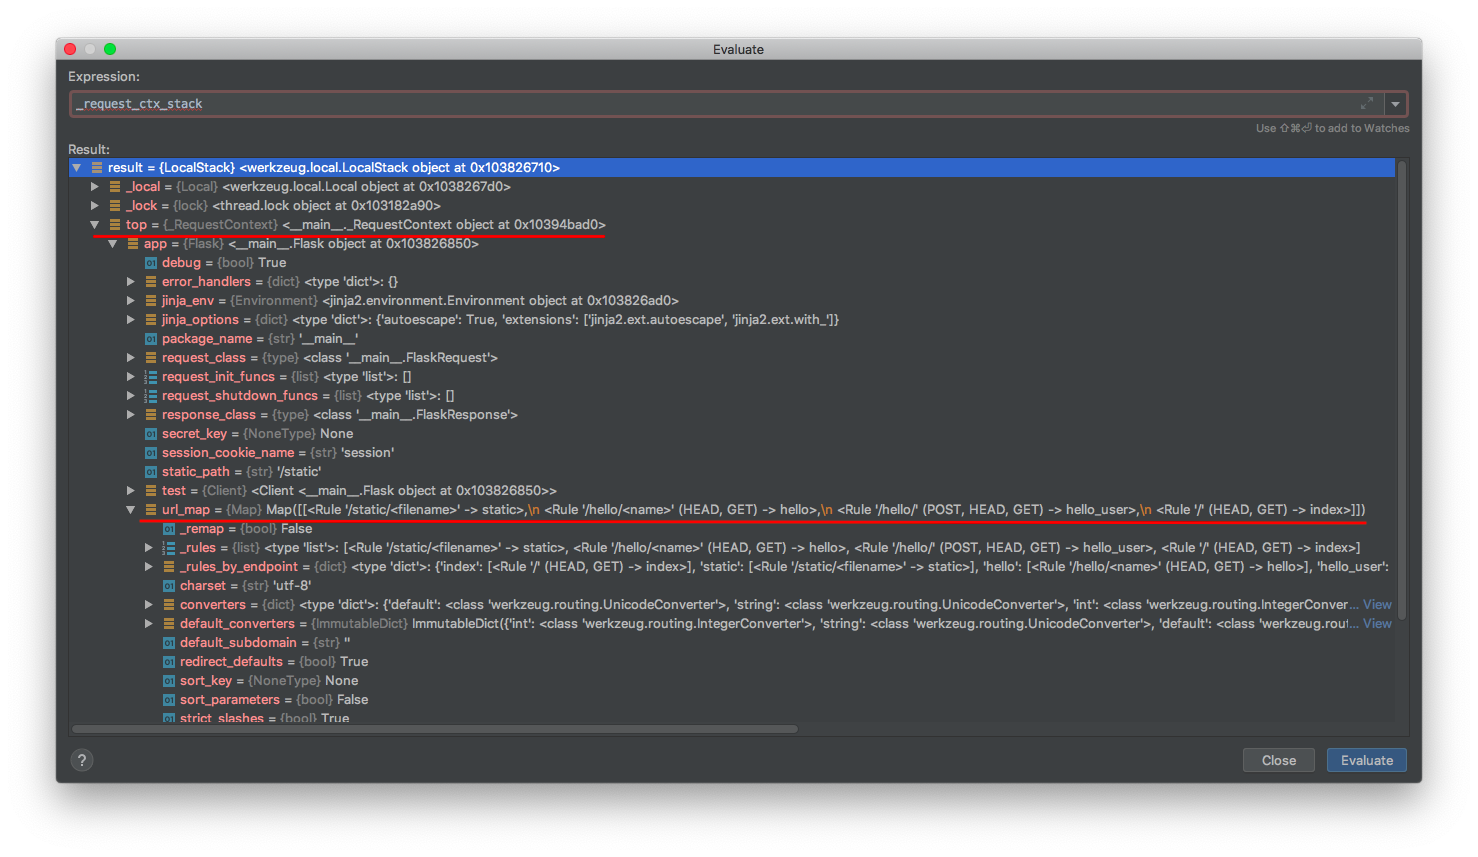 Evaluate
Expression:
_request_ctx_stack
Use ⇧⌘⏎ to add to Watches
Result:
result = {LocalStack} <werkzeug.local.LocalStack object at 0x103826710>
_local = {Local} <werkzeug.local.Local object at 0x1038267d0>
_lock = {lock} <thread.lock object at 0x103182a90>
top = {_RequestContext} <__main__._RequestContext object at 0x10394bad0>
app = {Flask} <__main__.Flask object at 0x103826850>
debug = {bool} True
error_handlers = {dict} <type 'dict'>: {}
jinja_env = {Environment} <jinja2.environment.Environment object at 0x103826ad0>
jinja_options = {dict} <type 'dict'>: {'autoescape': True, 'extensions': ['jinja2.ext.autoescape', 'jinja2.ext.with_']}
package_name = {str} '__main__'
request_class = {type} <class '__main__.FlaskRequest'>
request_init_funcs = {list} <type 'list'>: []
request_shutdown_funcs = {list} <type 'list'>: []
response_class = {type} <class '__main__.FlaskResponse'>
secret_key = {NoneType} None
session_cookie_name = {str} 'session'
static_path = {str} '/static'
test = {Client} <Client <__main__.Flask object at 0x103826850>>
url_map = {Map} Map([[<Rule '/static/<filename>' -> static>,\n <Rule '/hello/<name>' (HEAD, GET) -> hello>,\n <Rule '/hello/' (POST, HEAD, GET) -> hello_user>,\n <Rule '/' (HEAD, GET) -> index>]])
_remap = {bool} False
_rules = {list} <type 'list'>: [<Rule '/static/<filename>' -> static>, <Rule '/hello/<name>' (HEAD, GET) -> hello>, <Rule '/hello/' (POST, HEAD, GET) -> hello_user>, <Rule '/' (HEAD, GET) -> index>]
_rules_by_endpoint = {dict} <type 'dict'>: {'index': [<Rule '/' (HEAD, GET) -> index>], 'static': [<Rule '/static/<filename>' -> static>], 'hello': [<Rule '/hello/<name>' (HEAD, GET) -> hello>], 'hello_user':
charset = {str} 'utf-8'
converters = {dict} <type 'dict'>: {'default': <class 'werkzeug.routing.UnicodeConverter'>, 'string': <class 'werkzeug.routing.UnicodeConverter'>, 'int': <class 'werkzeug.routing.IntegerConver... View
default_converters = {ImmutableDict} ImmutableDict({'int': <class 'werkzeug.routing.IntegerConverter'>, 'string': <class 'werkzeug.routing.UnicodeConverter'>, 'default': <class 'werkzeug.rout... View
default_subdomain = {str} ''
redirect_defaults = {bool} True
sort_key = {NoneType} None
sort_parameters = {bool} False
strict_slashes = {bool} True
?
Close
Evaluate